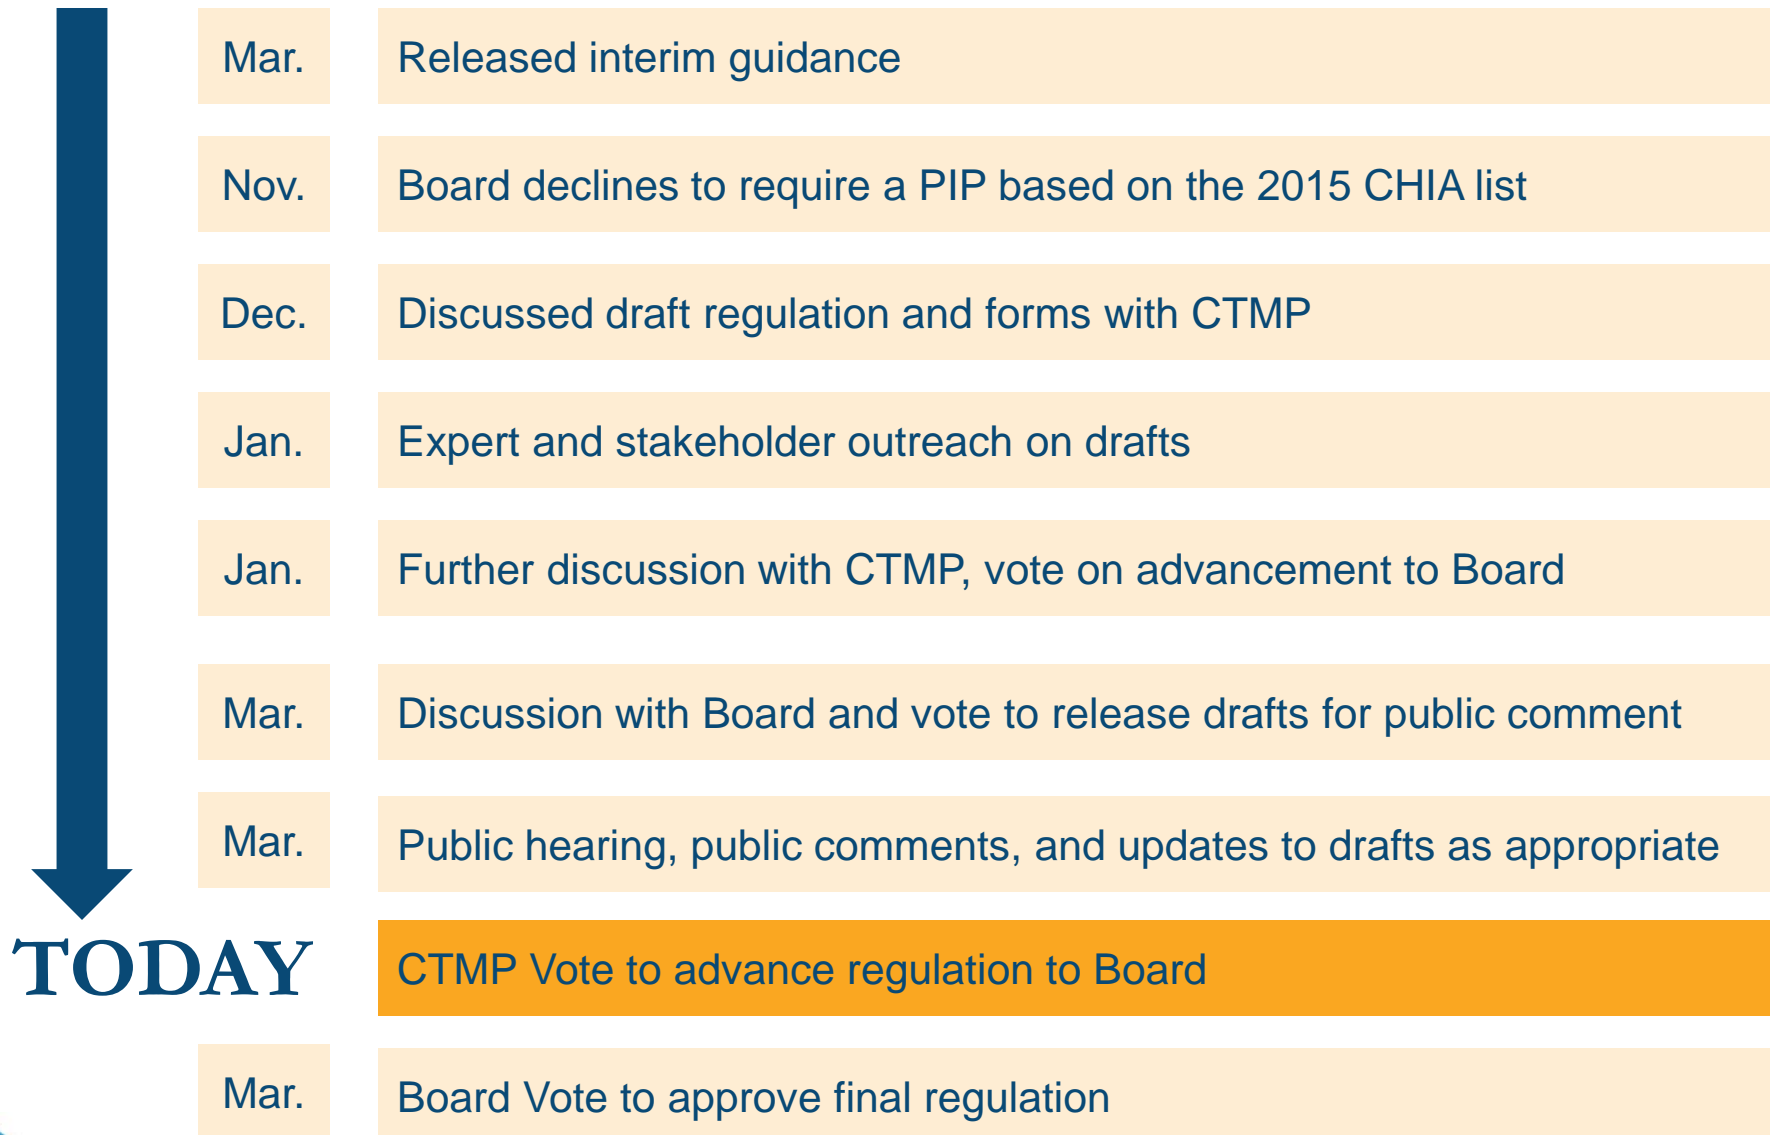 Mar. Released interim guidance
Nov. Board declines to require a PIP based on the 2015 CHIA list
Dec. Discussed draft regulation and forms with CTMP
Jan. Expert and stakeholder outreach on drafts
Jan. Further discussion with CTMP, vote on advancement to Board
Mar. Discussion with Board and vote to release drafts for public comment
Mar. Public hearing, public comments, and updates to drafts as appropriate
TODAY CTMP Vote to advance regulation to Board
Mar. Board Vote to approve final regulation